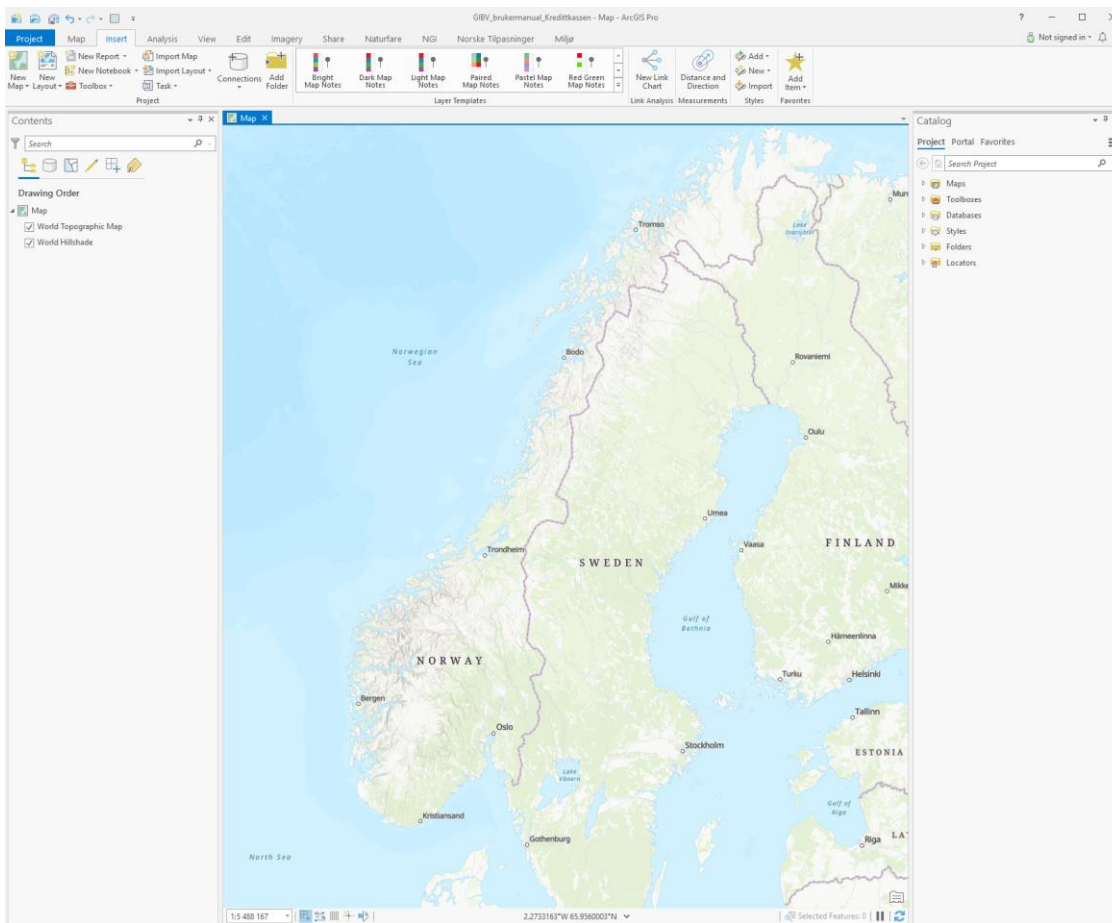 GIBV_brukermanual_Kredittkassen - Map - ArcGIS Pro
?
Project Map Insert Analysis View Edit Imagery Share Naturfare NGI Norske Tilpasninger Miljø
Not signed in
New Map
New Layout
New Report
New Notebook
Toolbox
Import Map
Import Layout
Task
Connections
Add Folder
Project
Bright Map Notes
Dark Map Notes
Light Map Notes
Paired Map Notes
Pastel Map Notes
Red Green Map Notes
Layer Templates
New Link Chart
Link Analysis
Distance and Direction
Measurements
Add
New
Import
Styles
Add Item
Favorites
Contents
Search
Drawing Order
Map
World Topographic Map
World Hillshade
Map
Mur
Tromso
Lake
Inarijarvi
Norwegian
Sea
Bodo
Rovaniemi
Oulu
Umea
Vaasa
FINLAND
Trondheim
SWEDEN
Mikke
Gulf of
Bothnia
Hämeenlinna
NORWAY
Turku
Helsinki
Bergen
Tallinn
Oslo
Stockholm
ESTONIA
Lake
Vänern
Gulf of
Riga
Kristiansand
Gothenburg
Riga
LA
North Sea
1:5 488 167
2.2733163°W 65.9560003°N
Selected Features: 0
Catalog
Project Portal Favorites
Search Project
Maps
Toolboxes
Databases
Styles
Folders
Locators